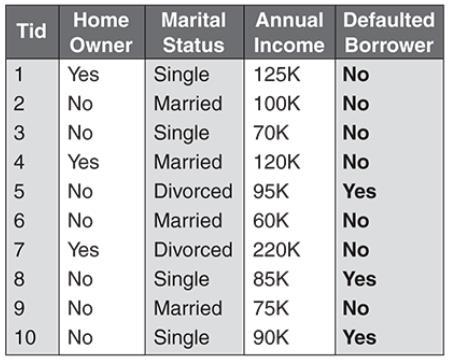 Tid Home Owner Marital Status Annual Income Defaulted Borrower
1 Yes Single 125K No
2 No Married 100K No
3 No Single 70K No
4 Yes Married 120K No
5 No Divorced 95K Yes
6 No Married 60K No
7 Yes Divorced 220K No
8 No Single 85K Yes
9 No Married 75K No
10 No Single 90K Yes